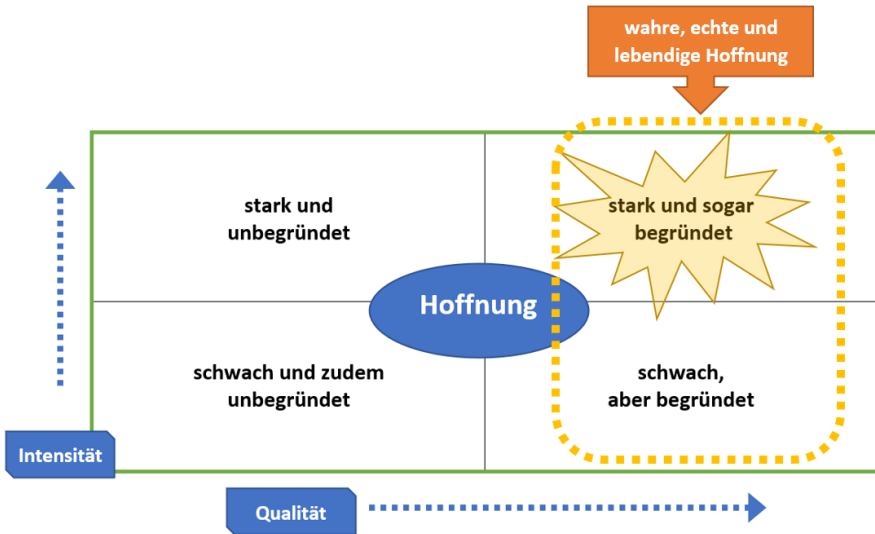 wahre, echte und
lebendige Hoffnung
stark und
unbegründet
stark und sogar
begründet
Hoffnung
schwach und zudem
unbegründet
schwach,
aber begründet
Intensität
Qualität